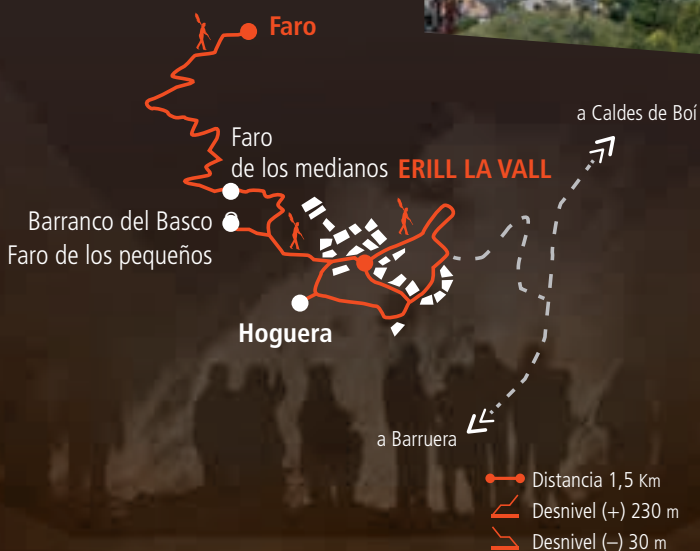 Faro
a Caldes de Boí
Faro
de los medianos
ERILL LA VALL
Barranco del Basco
Faro de los pequeños
Hoguera
a Barruera
Distancia 1,5 Km
Desnivel (+) 230 m
Desnivel (–) 30 m